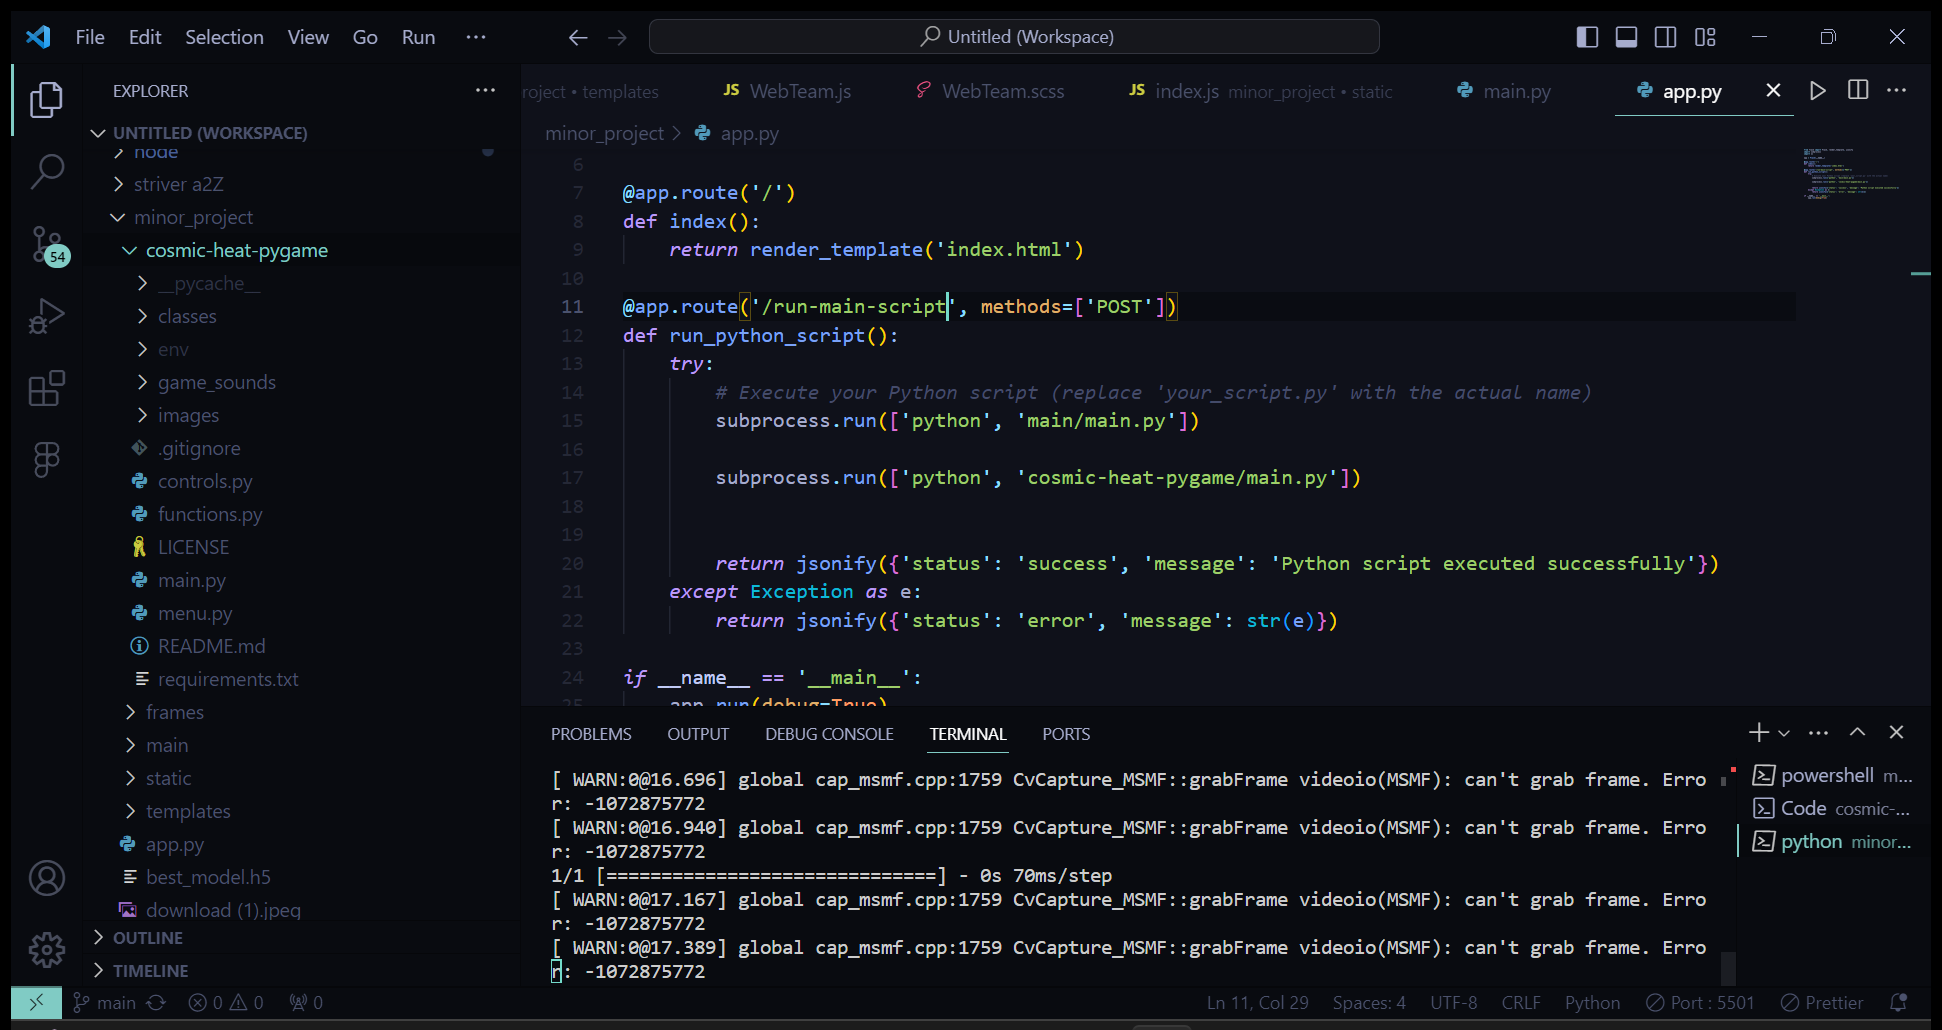 File Edit Selection View Go Run ···
Untitled (Workspace)
EXPLORER
UNTITLED (WORKSPACE)
node
striver a2Z
minor_project
cosmic-heat-pygame
__pycache__
classes
env
game_sounds
images
.gitignore
controls.py
functions.py
LICENSE
main.py
menu.py
README.md
requirements.txt
frames
main
static
templates
app.py
best_model.h5
download (1).jpeg
OUTLINE
TIMELINE
54
roject • templates
JS WebTeam.js
WebTeam.scss
JS index.js minor_project • static
main.py
app.py
minor_project > app.py
6
7 @app.route('/')
8 def index():
9 return render_template('index.html')
10
11 @app.route('/run-main-script', methods=['POST'])
12 def run_python_script():
13 try:
14 # Execute your Python script (replace 'your_script.py' with the actual name)
15 subprocess.run(['python', 'main/main.py'])
16
17 subprocess.run(['python', 'cosmic-heat-pygame/main.py'])
18
19
20 return jsonify({'status': 'success', 'message': 'Python script executed successfully'})
21 except Exception as e:
22 return jsonify({'status': 'error', 'message': str(e)})
23
24 if __name__ == '__main__':
25 app.run(debug=True)
PROBLEMS OUTPUT DEBUG CONSOLE TERMINAL PORTS
[ WARN:0@16.696] global cap_msmf.cpp:1759 CvCapture_MSMF::grabFrame videoio(MSMF): can't grab frame. Erro
r: -1072875772
[ WARN:0@16.940] global cap_msmf.cpp:1759 CvCapture_MSMF::grabFrame videoio(MSMF): can't grab frame. Erro
r: -1072875772
1/1 [==============================] - 0s 70ms/step
[ WARN:0@17.167] global cap_msmf.cpp:1759 CvCapture_MSMF::grabFrame videoio(MSMF): can't grab frame. Erro
r: -1072875772
[ WARN:0@17.389] global cap_msmf.cpp:1759 CvCapture_MSMF::grabFrame videoio(MSMF): can't grab frame. Erro
r: -1072875772
powershell m...
Code cosmic-...
python minor...
main 0 0 0
Ln 11, Col 29 Spaces: 4 UTF-8 CRLF Python Port : 5501 Prettier